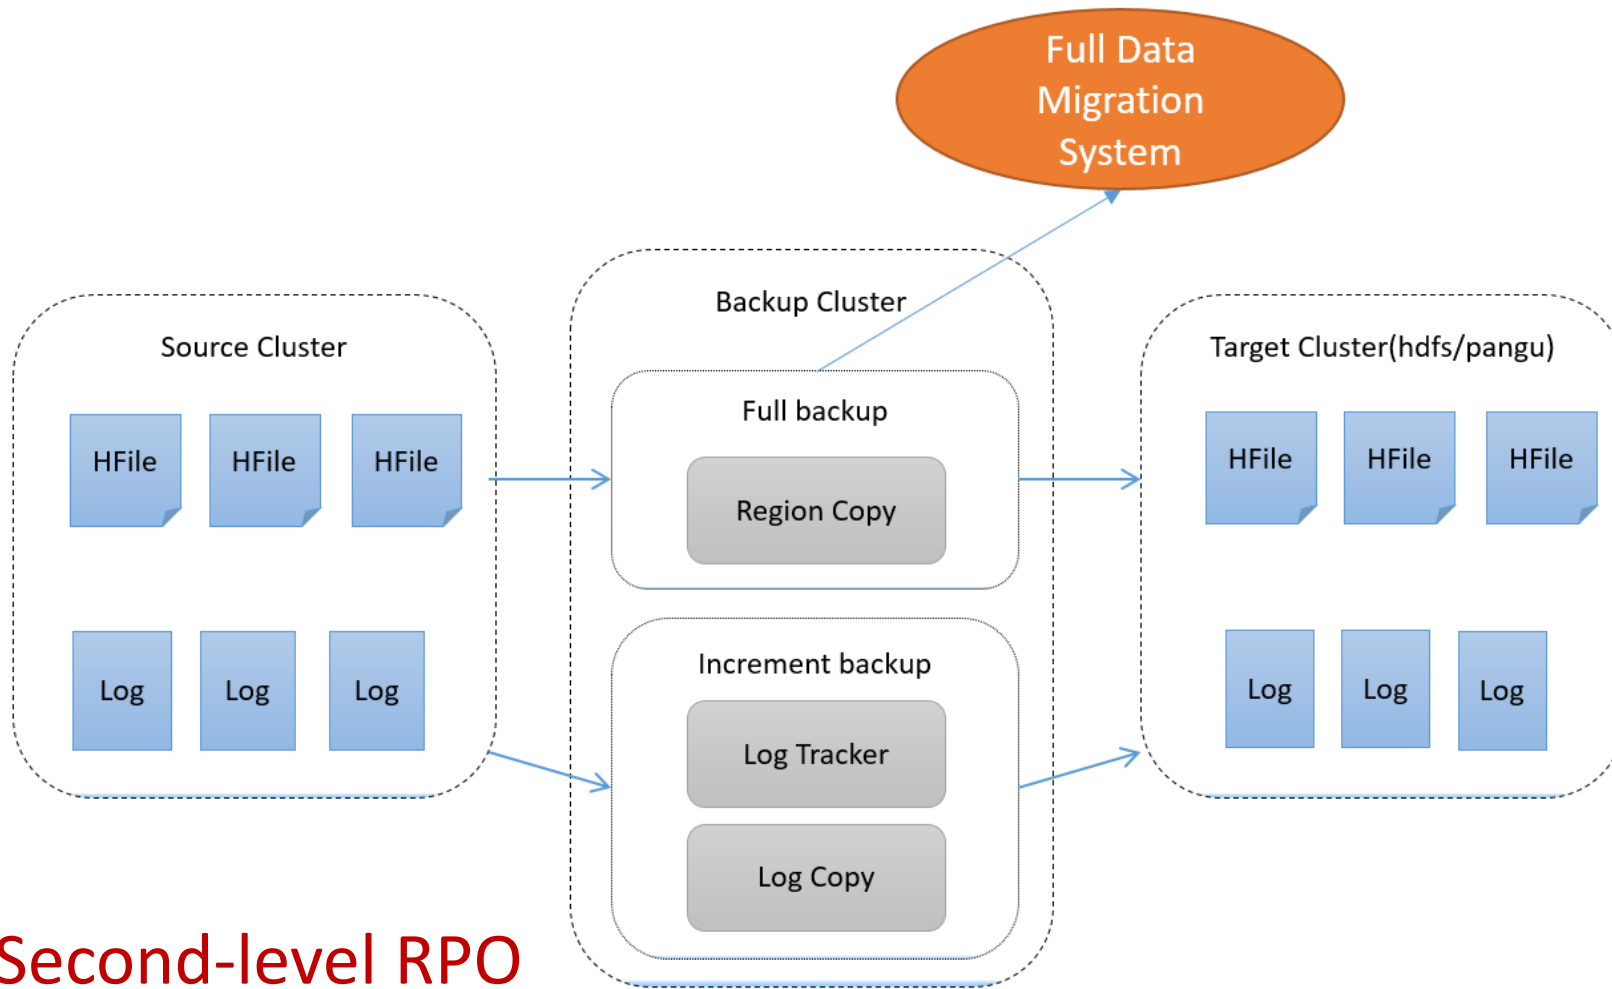 Full Data
Migration
System
Backup Cluster
Source Cluster
Target Cluster(hdfs/pangu)
Full backup
HFile HFile HFile
HFile HFile HFile
Region Copy
Increment backup
Log Log Log
Log Log Log
Log Tracker
Log Copy
Second-level RPO